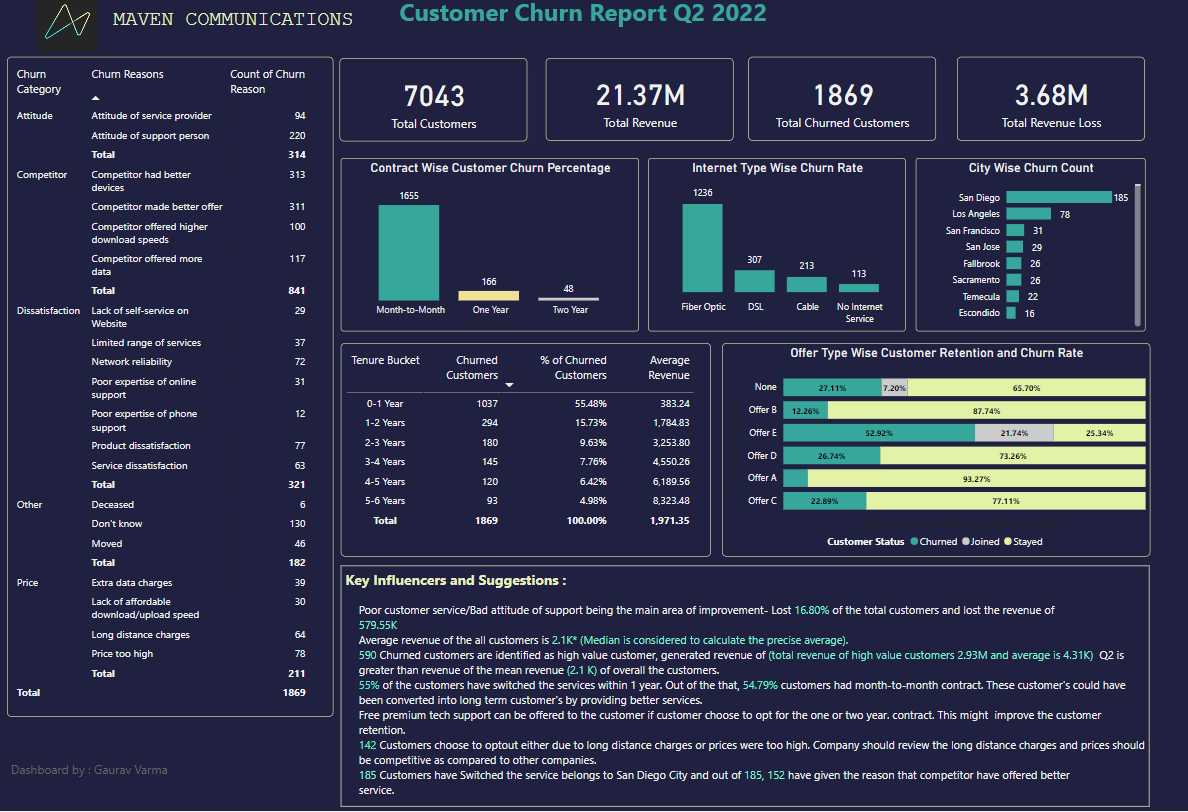 MAVEN COMMUNICATIONS
Customer Churn Report Q2 2022
Churn Category Churn Reasons Count of Churn Reason
Attitude Attitude of service provider 94
Attitude of support person 220
Total 314
Competitor Competitor had better devices 313
Competitor made better offer 311
Competitor offered higher download speeds 100
Competitor offered more data 117
Total 841
Dissatisfaction Lack of self-service on Website 29
Limited range of services 37
Network reliability 72
Poor expertise of online support 31
Poor expertise of phone support 12
Product dissatisfaction 77
Service dissatisfaction 63
Total 321
Other Deceased 6
Don't know 130
Moved 46
Total 182
Price Extra data charges 39
Lack of affordable download/upload speed 30
Long distance charges 64
Price too high 78
Total 211
Total 1869
Dashboard by : Gaurav Varma
7043
Total Customers
21.37M
Total Revenue
1869
Total Churned Customers
3.68M
Total Revenue Loss
Contract Wise Customer Churn Percentage
1655
166
48
Month-to-Month One Year Two Year
Internet Type Wise Churn Rate
1236
307
213
113
Fiber Optic DSL Cable No Internet Service
City Wise Churn Count
San Diego 185
Los Angeles 78
San Francisco 31
San Jose 29
Fallbrook 26
Sacramento 26
Temecula 22
Escondido 16
Tenure Bucket Churned Customers % of Churned Customers Average Revenue
0-1 Year 1037 55.48% 383.24
1-2 Years 294 15.73% 1,784.83
2-3 Years 180 9.63% 3,253.80
3-4 Years 145 7.76% 4,550.26
4-5 Years 120 6.42% 6,189.56
5-6 Years 93 4.98% 8,323.48
Total 1869 100.00% 1,971.35
Offer Type Wise Customer Retention and Churn Rate
None 27.11% 7.20% 65.70%
Offer B 12.26% 87.74%
Offer E 52.92% 21.74% 25.34%
Offer D 26.74% 73.26%
Offer A 93.27%
Offer C 22.89% 77.11%
Customer Status Churned Joined Stayed
Key Influencers and Suggestions :
Poor customer service/Bad attitude of support being the main area of improvement- Lost 16.80% of the total customers and lost the revenue of
579.55K
Average revenue of the all customers is 2.1K* (Median is considered to calculate the precise average).
590 Churned customers are identified as high value customer, generated revenue of (total revenue of high value customers 2.93M and average is 4.31K) Q2 is
greater than revenue of the mean revenue (2.1 K) of overall the customers.
55% of the customers have switched the services within 1 year. Out of the that, 54.79% customers had month-to-month contract. These customer's could have
been converted into long term customer's by providing better services.
Free premium tech support can be offered to the customer if customer choose to opt for the one or two year. contract. This might improve the customer
retention.
142 Customers choose to optout either due to long distance charges or prices were too high. Company should review the long distance charges and prices should
be competitive as compared to other companies.
185 Customers have Switched the service belongs to San Diego City and out of 185, 152 have given the reason that competitor have offered better
service.